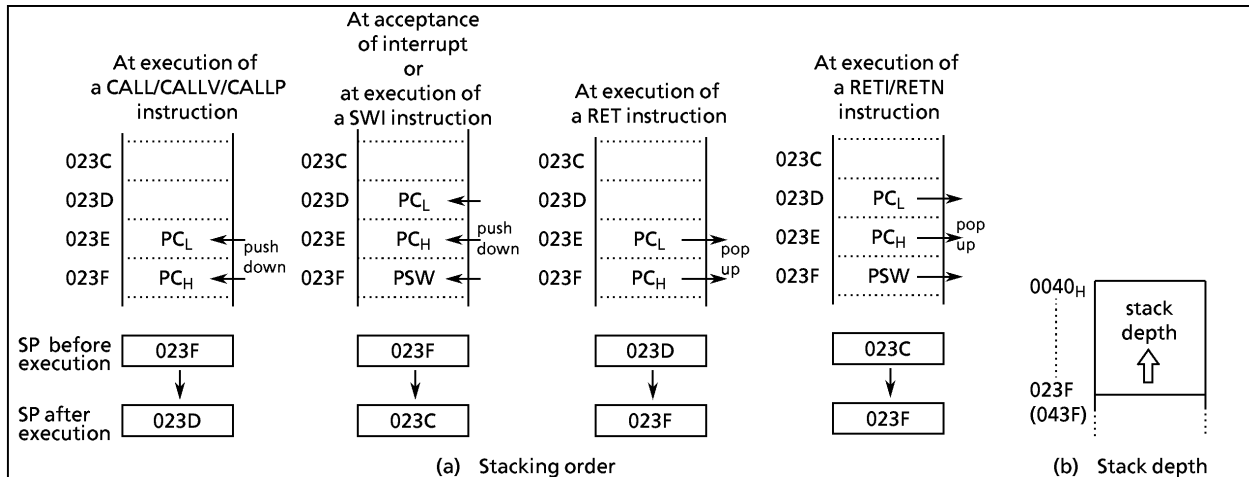 At execution of
a CALL/CALLV/CALLP
instruction
023C
023D
023E PCL
023F PCH
push
down
SP before
execution
023F
SP after
execution
023D
At acceptance
of interrupt
or
at execution of
a SWI instruction
023C
023D PCL
023E PCH
023F PSW
push
down
023F
023C
At execution of
a RET instruction
023C
023D
023E PCL
023F PCH
pop
up
023D
023F
At execution of
a RETI/RETN
instruction
023C
023D PCL
023E PCH
023F PSW
pop
up
023C
023F
(a) Stacking order
0040H
stack
depth
023F
(043F)
(b) Stack depth